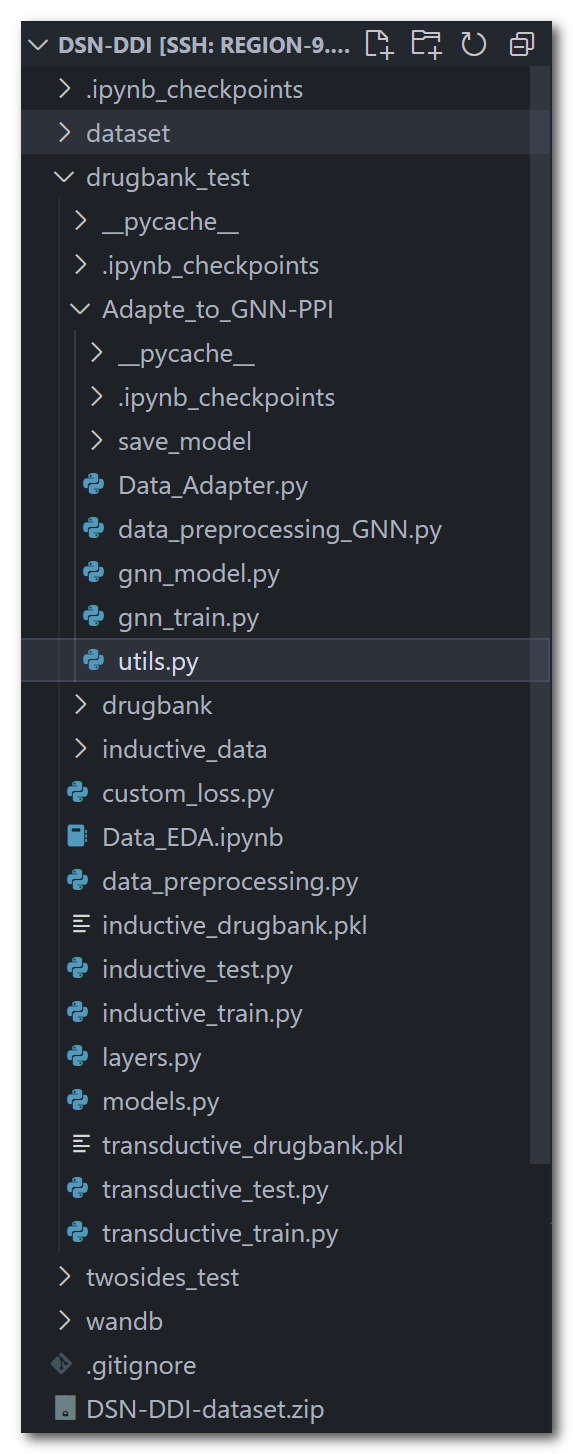 DSN-DDI [SSH: REGION-9....
.ipynb_checkpoints
dataset
drugbank_test
__pycache__
.ipynb_checkpoints
Adapte_to_GNN-PPI
__pycache__
.ipynb_checkpoints
save_model
Data_Adapter.py
data_preprocessing_GNN.py
gnn_model.py
gnn_train.py
utils.py
drugbank
inductive_data
custom_loss.py
Data_EDA.ipynb
data_preprocessing.py
inductive_drugbank.pkl
inductive_test.py
inductive_train.py
layers.py
models.py
transductive_drugbank.pkl
transductive_test.py
transductive_train.py
twosides_test
wandb
.gitignore
DSN-DDI-dataset.zip